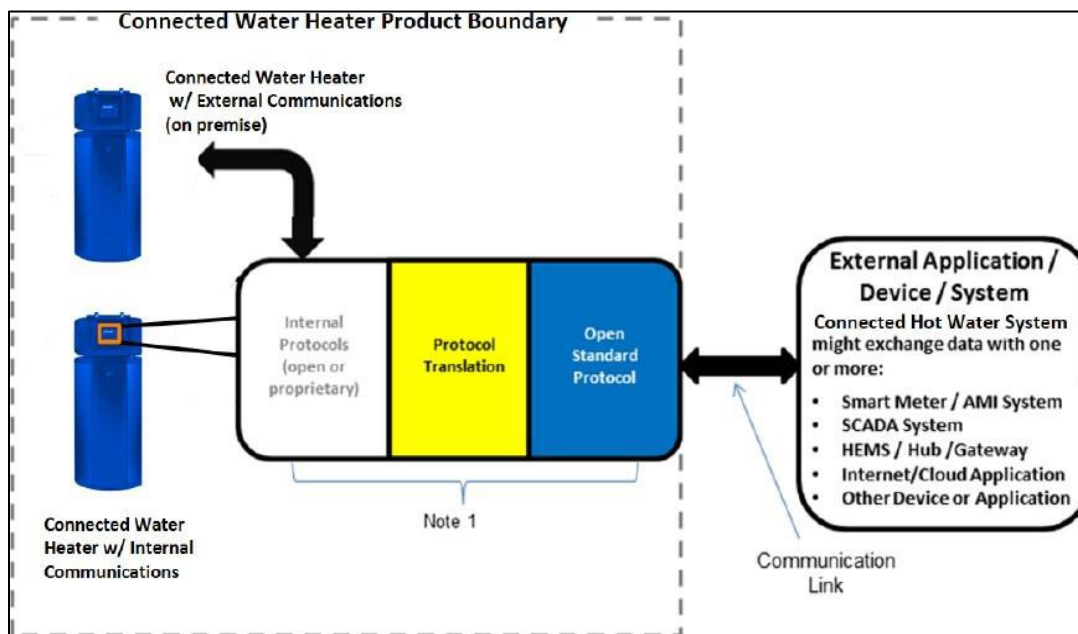 Connected Water Heater Product Boundary
Connected Water Heater
w/ External Communications
(on premise)
Internal
Protocols
(open or
proprietary)
Protocol
Translation
Open
Standard
Protocol
Note 1
Connected Water
Heater w/ Internal
Communications
External Application /
Device / System
Connected Hot Water System
might exchange data with one
or more:
• Smart Meter / AMI System
• SCADA System
• HEMS / Hub /Gateway
• Internet/Cloud Application
• Other Device or Application
Communication
Link